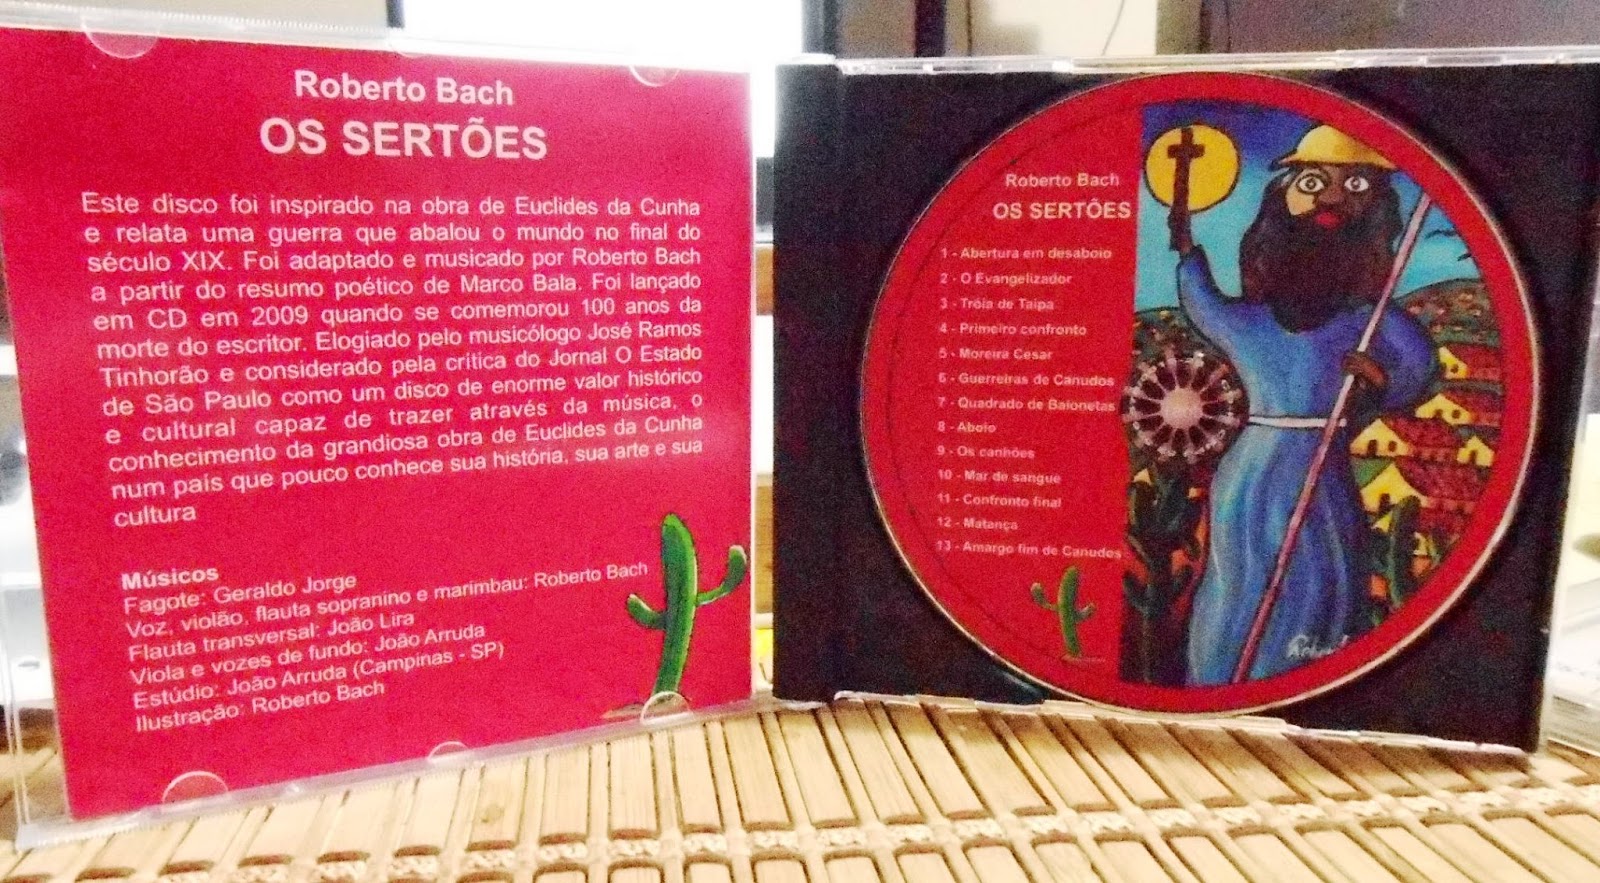 Roberto Bach
OS SERTÕES
Este disco foi inspirado na obra de Euclides da Cunha
e relata uma guerra que abalou o mundo no final do
século XIX. Foi adaptado e musicado por Roberto Bach
a partir do resumo poético de Marco Bala. Foi lançado
em CD em 2009 quando se comemorou 100 anos da
morte do escritor. Elogiado pelo musicólogo José Ramos
Tinhorão e considerado pela crítica do Jornal O Estado
de São Paulo como um disco de enorme valor histórico
e cultural capaz de trazer através da música, o
conhecimento da grandiosa obra de Euclides da Cunha
num país que pouco conhece sua história, sua arte e sua
cultura
Músicos
Fagote: Geraldo Jorge
Voz, violão, flauta sopranino e marimbau: Roberto Bach
Flauta transversal: João Lira
Viola e vozes de fundo: João Arruda
Estúdio: João Arruda (Campinas - SP)
Ilustração: Roberto Bach
Roberto Bach
OS SERTÕES
1 - Abertura em desaboio
2 - O Evangelizador
3 - Tróia de Taipa
4 - Primeiro confronto
5 - Moreira Cesar
6 - Guerreiras de Canudos
7 - Quadrado de Baionetas
8 - Aboio
9 - Os canhões
10 - Mar de sangue
11 - Confronto final
12 - Matança
13 - Amargo fim de Canudos